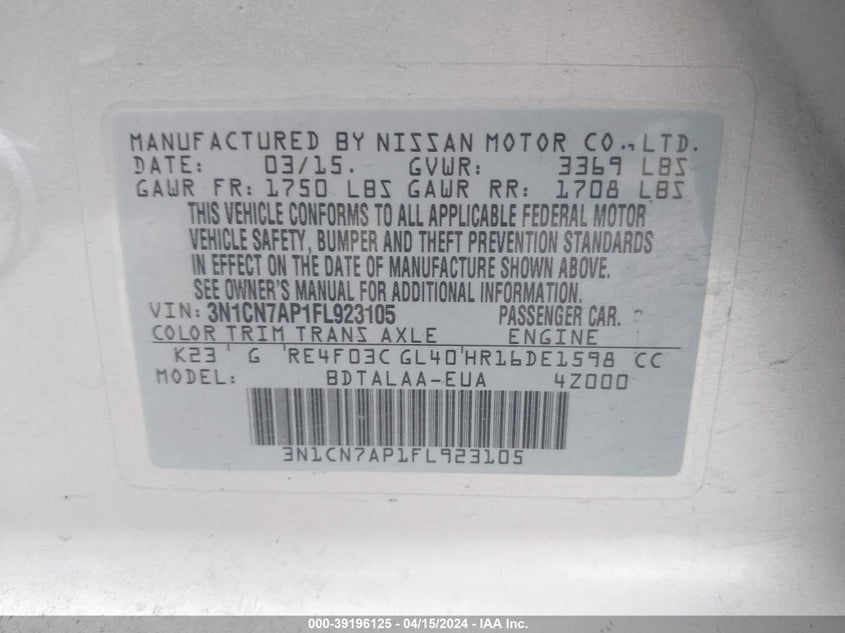 MANUFACTURED BY NISSAN MOTOR CO., LTD.
DATE: 03/15. GVWR: 3369 LBS
GAWR FR: 1750 LBS GAWR RR: 1708 LBS
THIS VEHICLE CONFORMS TO ALL APPLICABLE FEDERAL MOTOR
VEHICLE SAFETY, BUMPER AND THEFT PREVENTION STANDARDS
IN EFFECT ON THE DATE OF MANUFACTURE SHOWN ABOVE.
SEE OWNER'S MANUAL FOR ADDITIONAL INFORMATION.
VIN: 3N1CN7AP1FL923105 PASSENGER CAR.
COLOR TRIM TRANS AXLE ENGINE
K23 ' G ' RE4F03C GL40 ' HR16DE1598 CC
MODEL: BDTALAA-EUA 4Z000
3N1CN7AP1FL923105
000-39196125 - 04/15/2024 - IAA Inc.